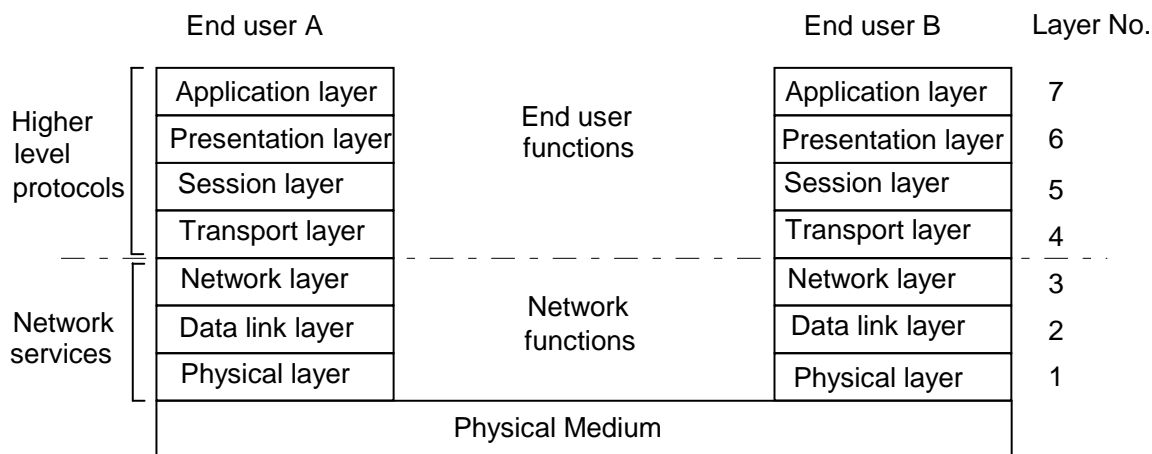 End user A End user B Layer No.
Application layer Application layer 7
Higher level protocols
Presentation layer End user functions Presentation layer 6
Session layer Session layer 5
Transport layer Transport layer 4
Network layer Network layer 3
Network services
Data link layer Network functions Data link layer 2
Physical layer Physical layer 1
Physical Medium